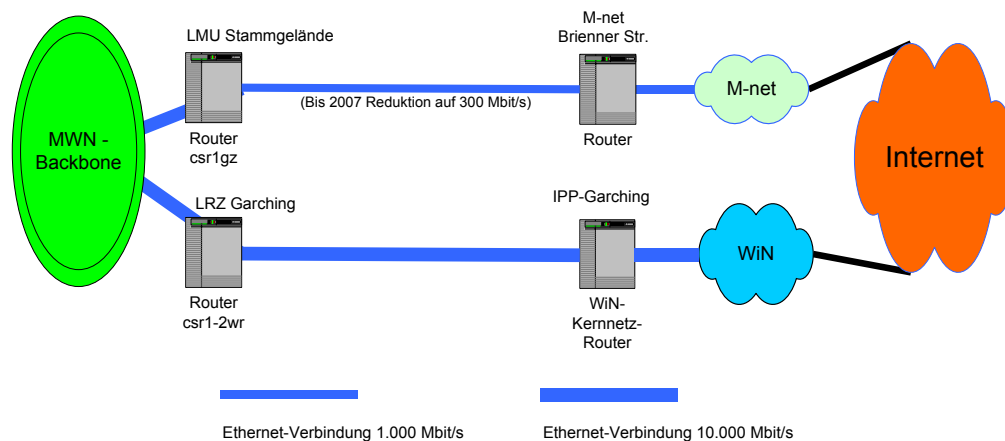 LMU Stammgelände
M-net
Brienner Str.
(Bis 2007 Reduktion auf 300 Mbit/s)
M-net
MWN -
Backbone
Router
csr1gz
Router
Internet
LRZ Garching
IPP-Garching
WiN
Router
csr1-2wr
WiN-
Kernnetz-
Router
Ethernet-Verbindung 1.000 Mbit/s
Ethernet-Verbindung 10.000 Mbit/s